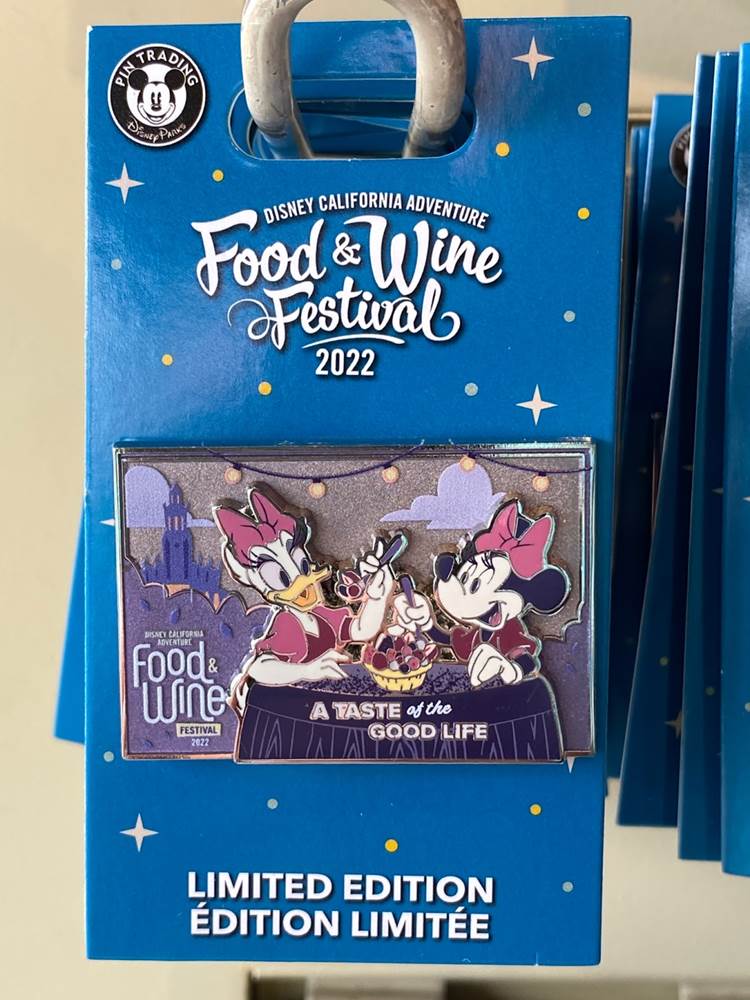 PIN TRADING
Disney Parks
DISNEY CALIFORNIA ADVENTURE
Food & Wine
Festival
2022
DISNEY CALIFORNIA
ADVENTURE
Food &
Wine
FESTIVAL
2022
A TASTE of the
GOOD LIFE
LIMITED EDITION
ÉDITION LIMITÉE